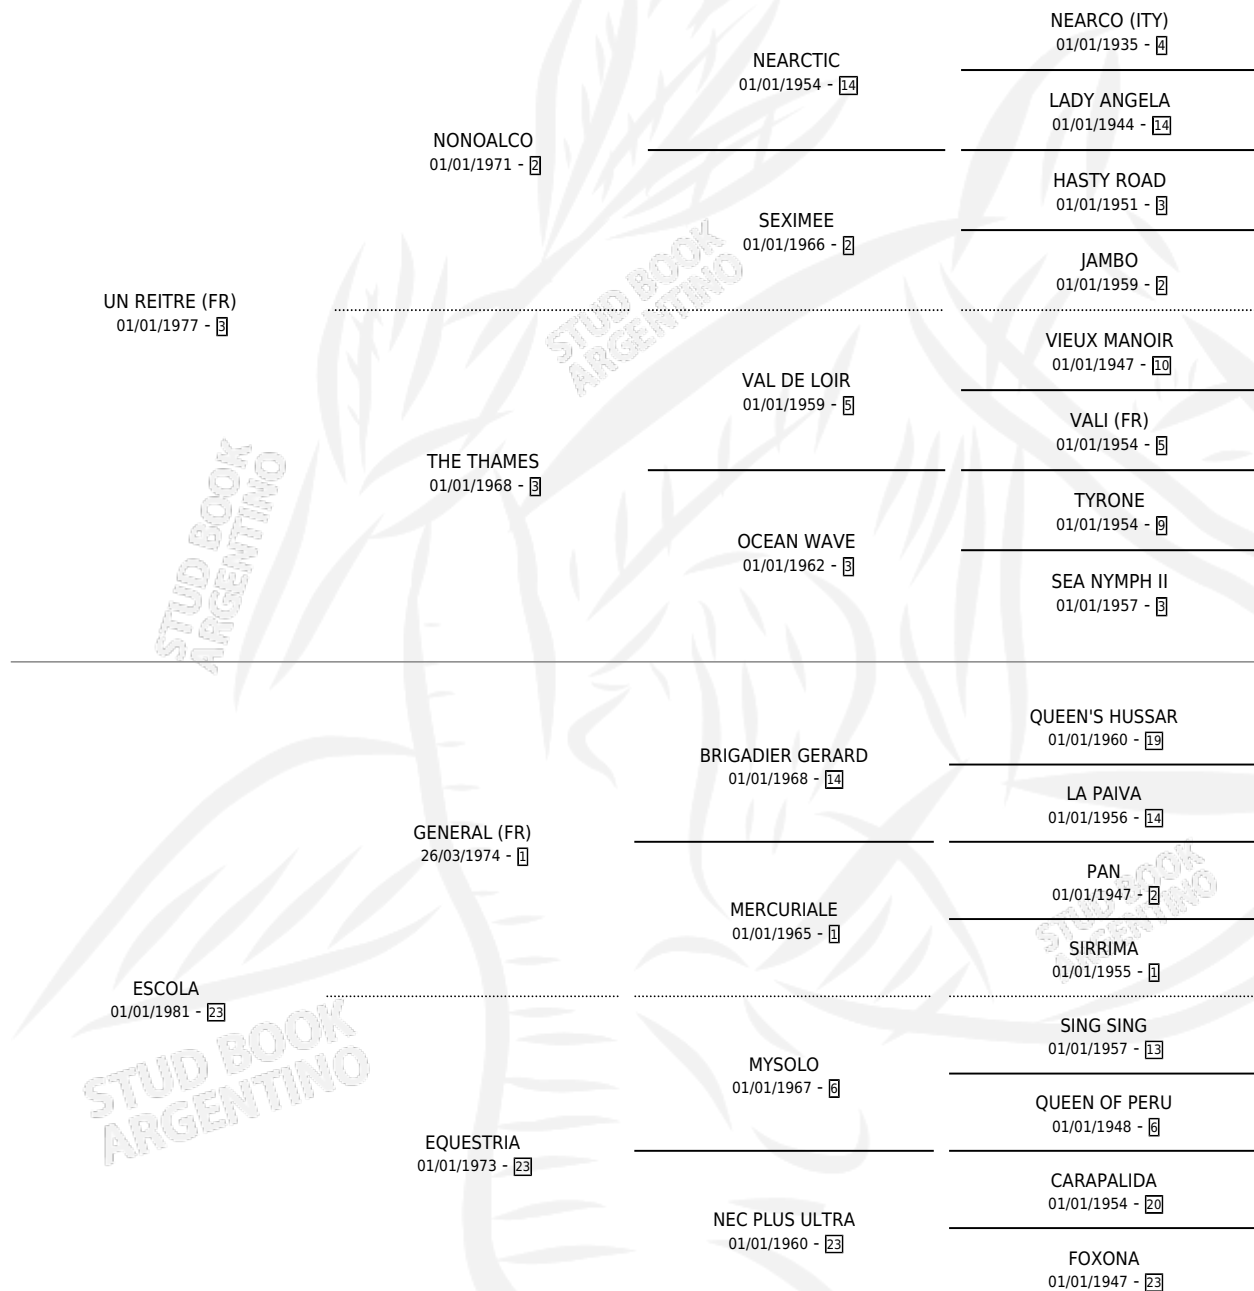 NEARCO (ITY)
01/01/1935 - 4
NEARCTIC
01/01/1954 - 14
LADY ANGELA
01/01/1944 - 14
NONOALCO
01/01/1971 - 2
HASTY ROAD
01/01/1951 - 3
SEXIMEE
01/01/1966 - 2
JAMBO
01/01/1959 - 2
UN REITRE (FR)
01/01/1977 - 3
VIEUX MANOIR
01/01/1947 - 10
VAL DE LOIR
01/01/1959 - 5
VALI (FR)
01/01/1954 - 5
THE THAMES
01/01/1968 - 3
TYRONE
01/01/1954 - 9
OCEAN WAVE
01/01/1962 - 3
SEA NYMPH II
01/01/1957 - 3
QUEEN'S HUSSAR
01/01/1960 - 19
BRIGADIER GERARD
01/01/1968 - 14
LA PAIVA
01/01/1956 - 14
GENERAL (FR)
26/03/1974 - 1
PAN
01/01/1947 - 2
MERCURIALE
01/01/1965 - 1
SIRRIMA
01/01/1955 - 1
ESCOLA
01/01/1981 - 23
SING SING
01/01/1957 - 13
MYSOLO
01/01/1967 - 6
QUEEN OF PERU
01/01/1948 - 6
EQUESTRIA
01/01/1973 - 23
CARAPALIDA
01/01/1954 - 20
NEC PLUS ULTRA
01/01/1960 - 23
FOXONA
01/01/1947 - 23
STUD BOOK
ARGENTINO
STUD BOOK
ARGENTINO
STUD BOOK
ARGENTINO
STUD BOOK
ARGENTINO